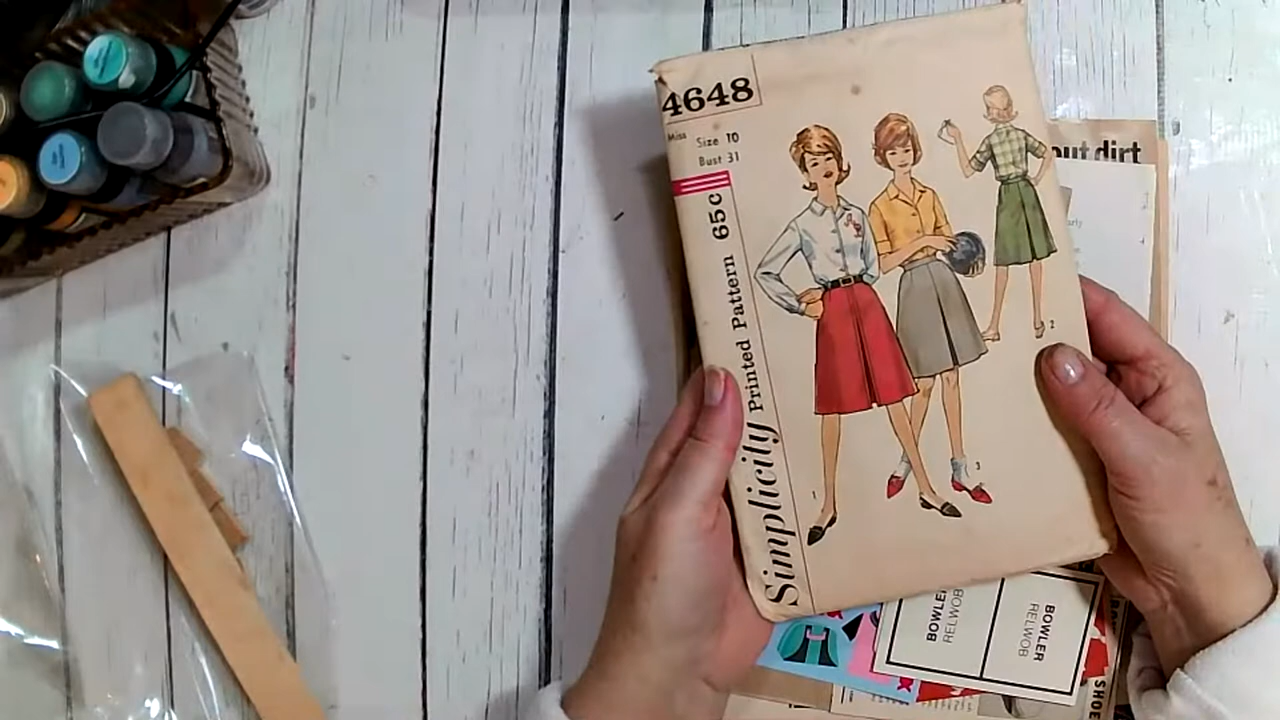 4648
Miss
Size 10
Bust 31
65c
Simplicity Printed Pattern
1
2
3
out dirt
BOWLER
RELWOB
BOWLER
RELWOB
SHOE